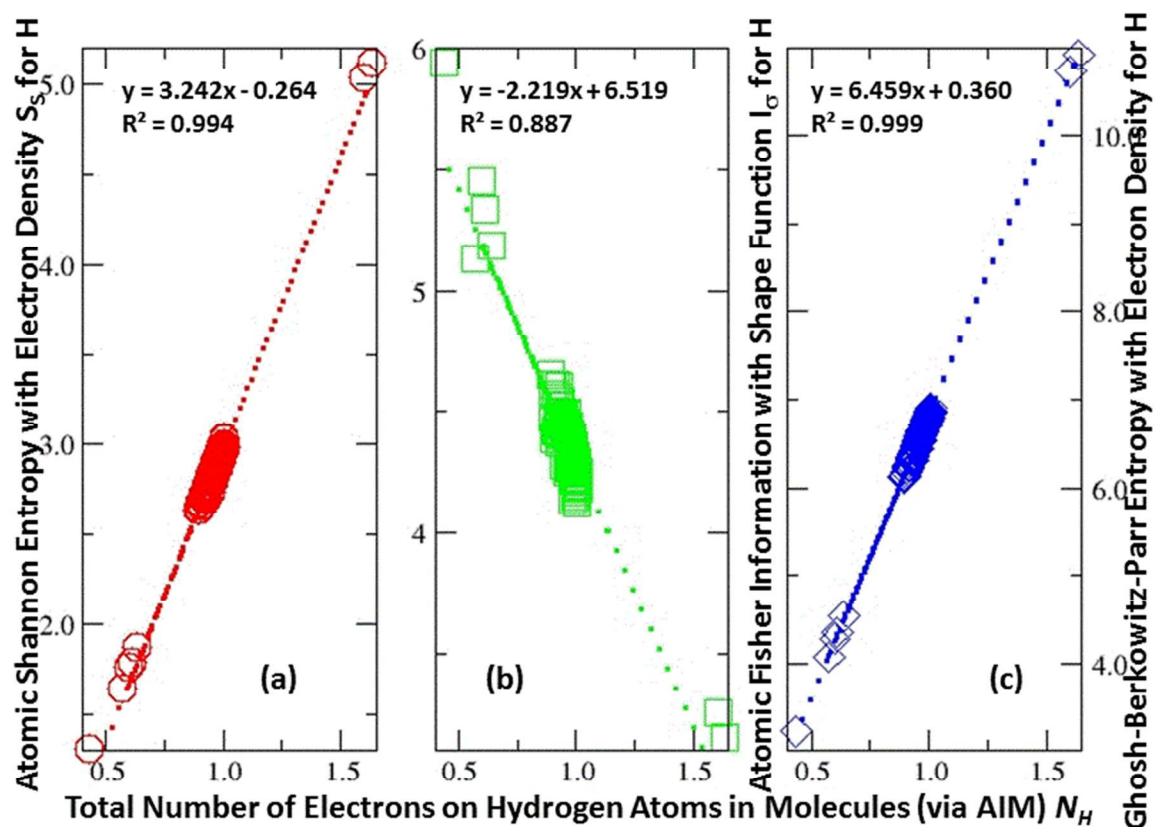 Atomic Shannon Entropy with Electron Density S_S for H
5.0
4.0
3.0
2.0
y = 3.242x - 0.264
R² = 0.994
(a)
0.5 1.0 1.5
6
5
4
y = -2.219x + 6.519
R² = 0.887
(b)
0.5 1.0 1.5
Atomic Fisher Information with Shape Function I_σ for H
y = 6.459x + 0.360
R² = 0.999
(c)
0.5 1.0 1.5
10.0
8.0
6.0
4.0
Ghosh-Berkowitz-Parr Entropy with Electron Density for H
Total Number of Electrons on Hydrogen Atoms in Molecules (via AIM) N_H